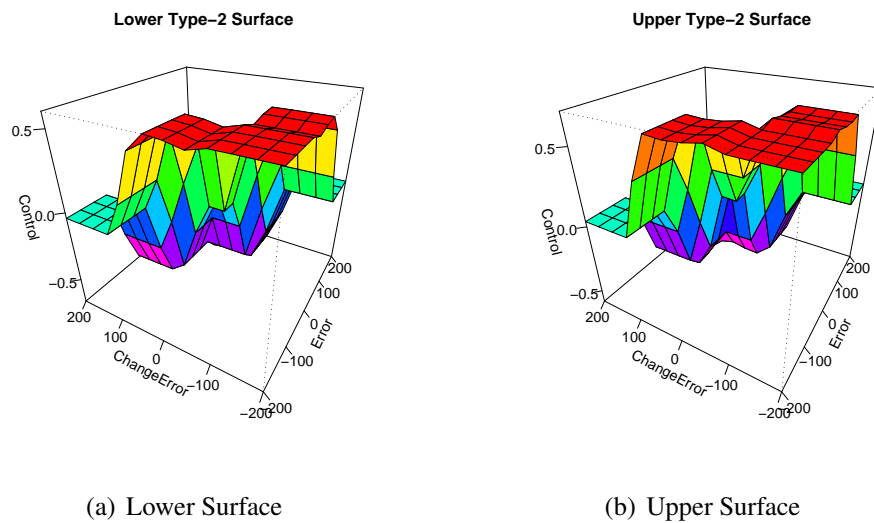 Lower Type−2 Surface
Upper Type−2 Surface
0.5
0.0
−0.5
Control
200
100
0
−100
−200
ChangeError
−200
−100
0
100
200
Error
0.5
0.0
−0.5
Control
200
100
0
−100
−200
ChangeError
−200
−100
0
100
200
Error
(a) Lower Surface
(b) Upper Surface